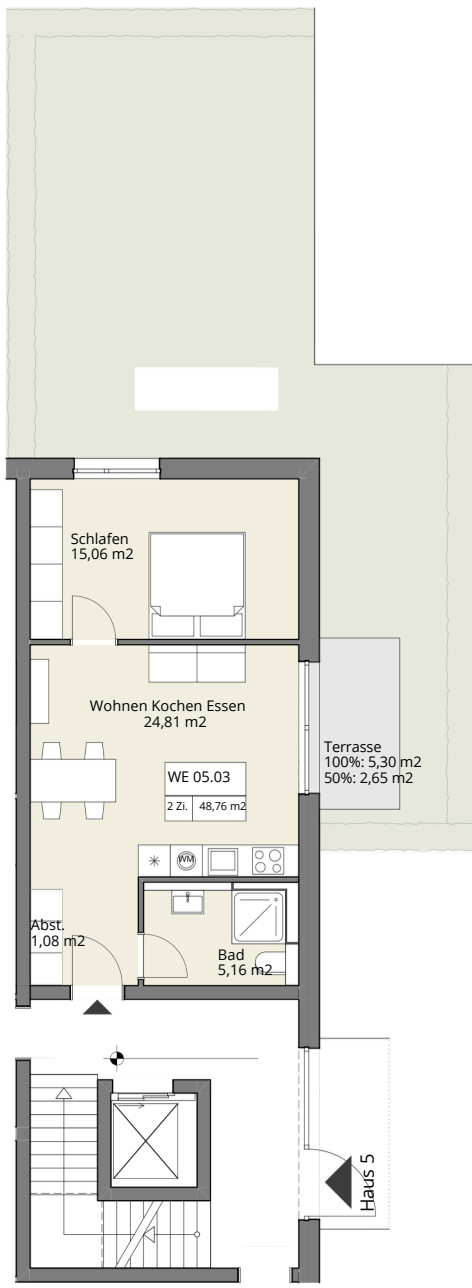 Schlafen
15,06 m2
Wohnen Kochen Essen
24,81 m2
Terrasse
100%: 5,30 m2
50%: 2,65 m2
WE 05.03
2 Zi. 48,76 m2
WM
Abst.
1,08 m2
Bad
5,16 m2
Haus 5